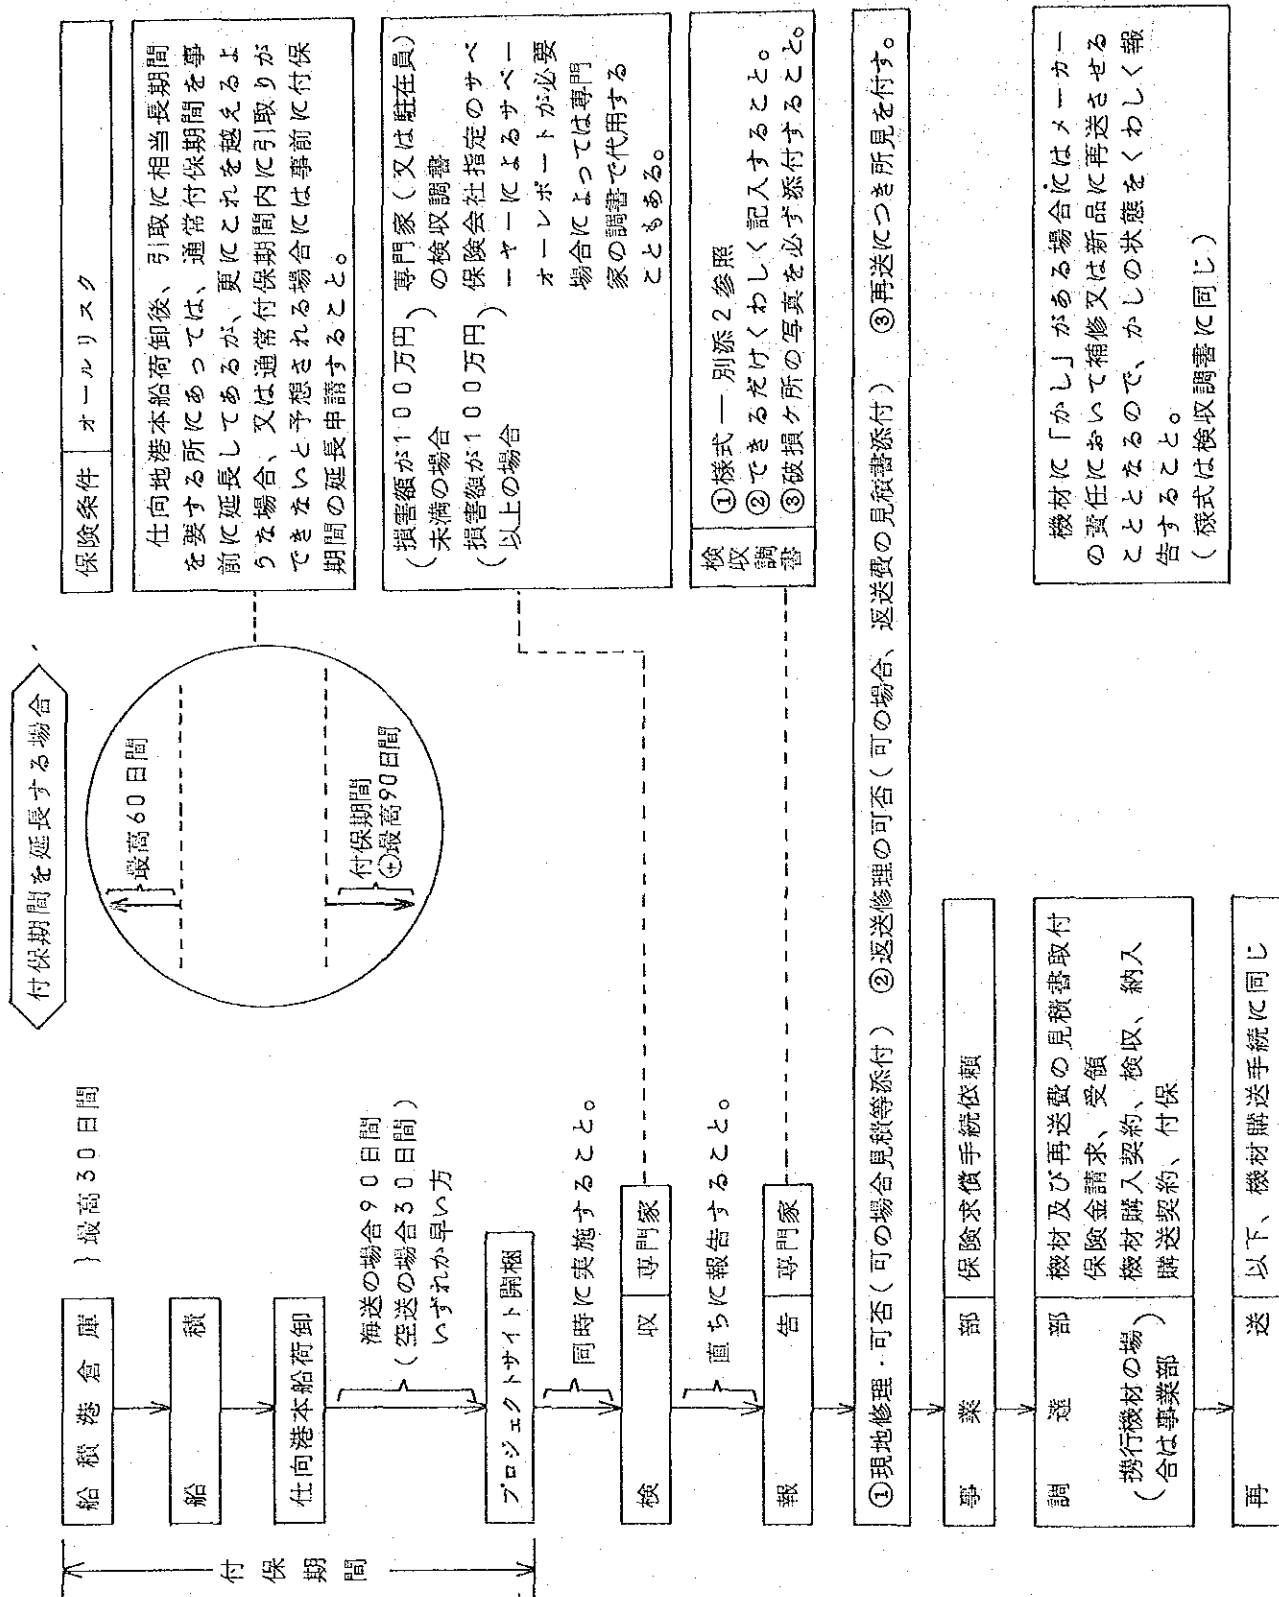 付保期間を延長する場合
保険条件 オールリスク
船積港倉庫 }最高30日間
船積
仕向港本船荷卸
海送の場合90日間
(空送の場合30日間)
いずれか早い方
プロジェクトサイト開梱
付保期間
最高60日間
付保期間
⊕最高90日間
仕向地港本船荷卸後、引取に相当長期間
を要する所にあっては、通常付保期間を事
前に延長してあるが、更にこれを越えるよ
うな場合、又は通常付保期間内に引取りが
できないと予想される場合には事前に付保
期間の延長申請すること。
同時に実施すること。
検収 専門家
(損害額が100万円
未満の場合)
専門家(又は駐在員)
の検収調書
(損害額が100万円
以上の場合)
保険会社指定のサベ
ーヤーによるサベー
オーレポートが必要
場合によっては専門
家の調書で代用する
こともある。
直ちに報告すること。
報告 専門家
検収調書
①様式―別添2参照
②できるだけくわしく記入すること。
③破損ケ所の写真を必ず添付すること。
①現地修理・可否(可の場合見積等添付) ②返送修理の可否(可の場合、返送費の見積書添付) ③再送につき所見を付す。
事業部 保険求償手続依頼
調達部
(携行機材の場
合は事業部)
機材及び再送費の見積書取付
保険金請求、受領
機材購入契約、検収、納入
購送契約、付保
機材に「かし」がある場合にはメーカー
の責任において補修又は新品に再送させる
こととなるので、かしの状態をくわしく報
告すること。
(様式は検収調書に同じ)
再送 以下、機材購送手続に同じ